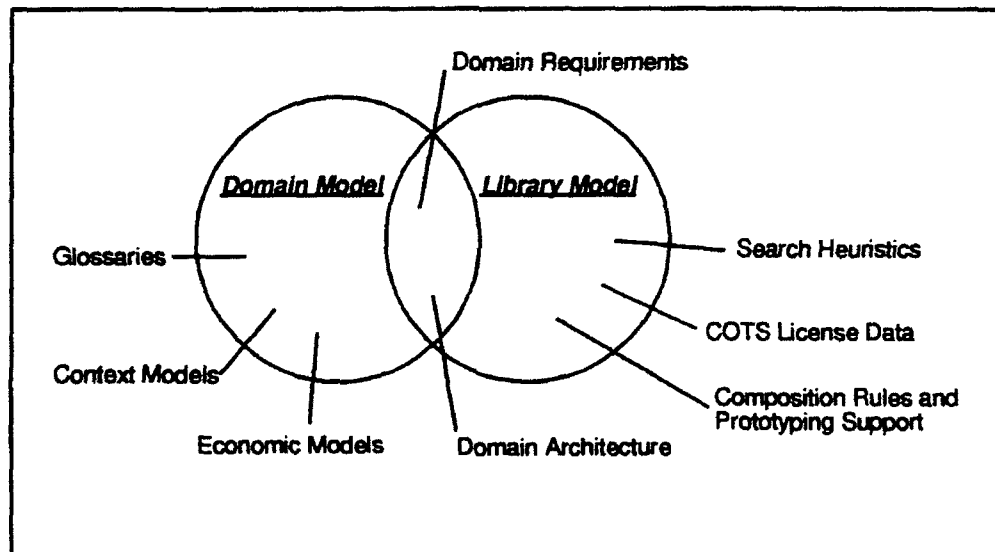 Domain Requirements
Domain Model
Library Model
Glossaries
Search Heuristics
COTS License Data
Context Models
Composition Rules and
Prototyping Support
Economic Models
Domain Architecture